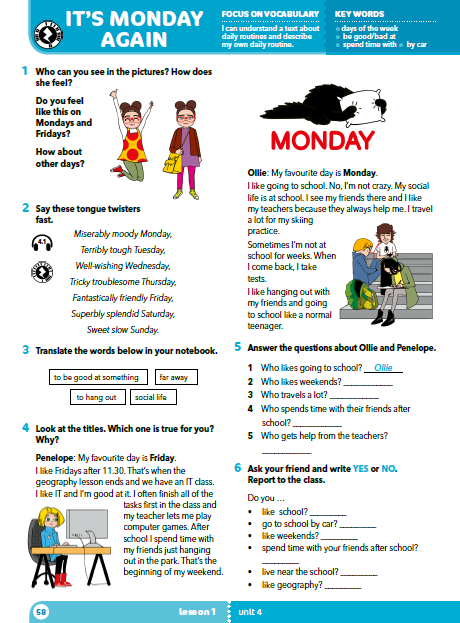 IT'S MONDAY
AGAIN
FOCUS ON VOCABULARY
I can understand a text about
daily routines and describe
my own daily routine.
KEY WORDS
• days of the week
• be good/bad at
• spend time with • by car
1 Who can you see in the pictures? How does
she feel?
Do you feel
like this on
Mondays and
Fridays?
How about
other days?
2 Say these tongue twisters
fast.
4.1
Miserably moody Monday,
Terribly tough Tuesday,
Well-wishing Wednesday,
Tricky troublesome Thursday,
Fantastically friendly Friday,
Superbly splendid Saturday,
Sweet slow Sunday.
3 Translate the words below in your notebook.
to be good at something
far away
to hang out
social life
4 Look at the titles. Which one is true for you?
Why?
Penelope: My favourite day is Friday.
I like Fridays after 11.30. That's when the
geography lesson ends and we have an IT class.
I like IT and I'm good at it. I often finish all of the
tasks first in the class and
my teacher lets me play
computer games. After
school I spend time with
my friends just hanging
out in the park. That's the
beginning of my weekend.
MONDAY
Ollie: My favourite day is Monday.
I like going to school. No, I'm not crazy. My social
life is at school. I see my friends there and I like
my teachers because they always help me. I travel
a lot for my skiing
practice.
Sometimes I'm not at
school for weeks. When
I come back, I take
tests.
I like hanging out with
my friends and going
to school like a normal
teenager.
5 Answer the questions about Ollie and Penelope.
1 Who likes going to school? Ollie
2 Who likes weekends? ___________
3 Who travels a lot? ___________
4 Who spends time with their friends after
school? ___________
5 Who gets help from the teachers?
___________
6 Ask your friend and write YES or NO.
Report to the class.
Do you ...
• like school? ________
• go to school by car? ________
• like weekends? ________
• spend time with your friends after school?
________
• live near the school? ________
• like geography? ________
58
lesson 1
unit 4